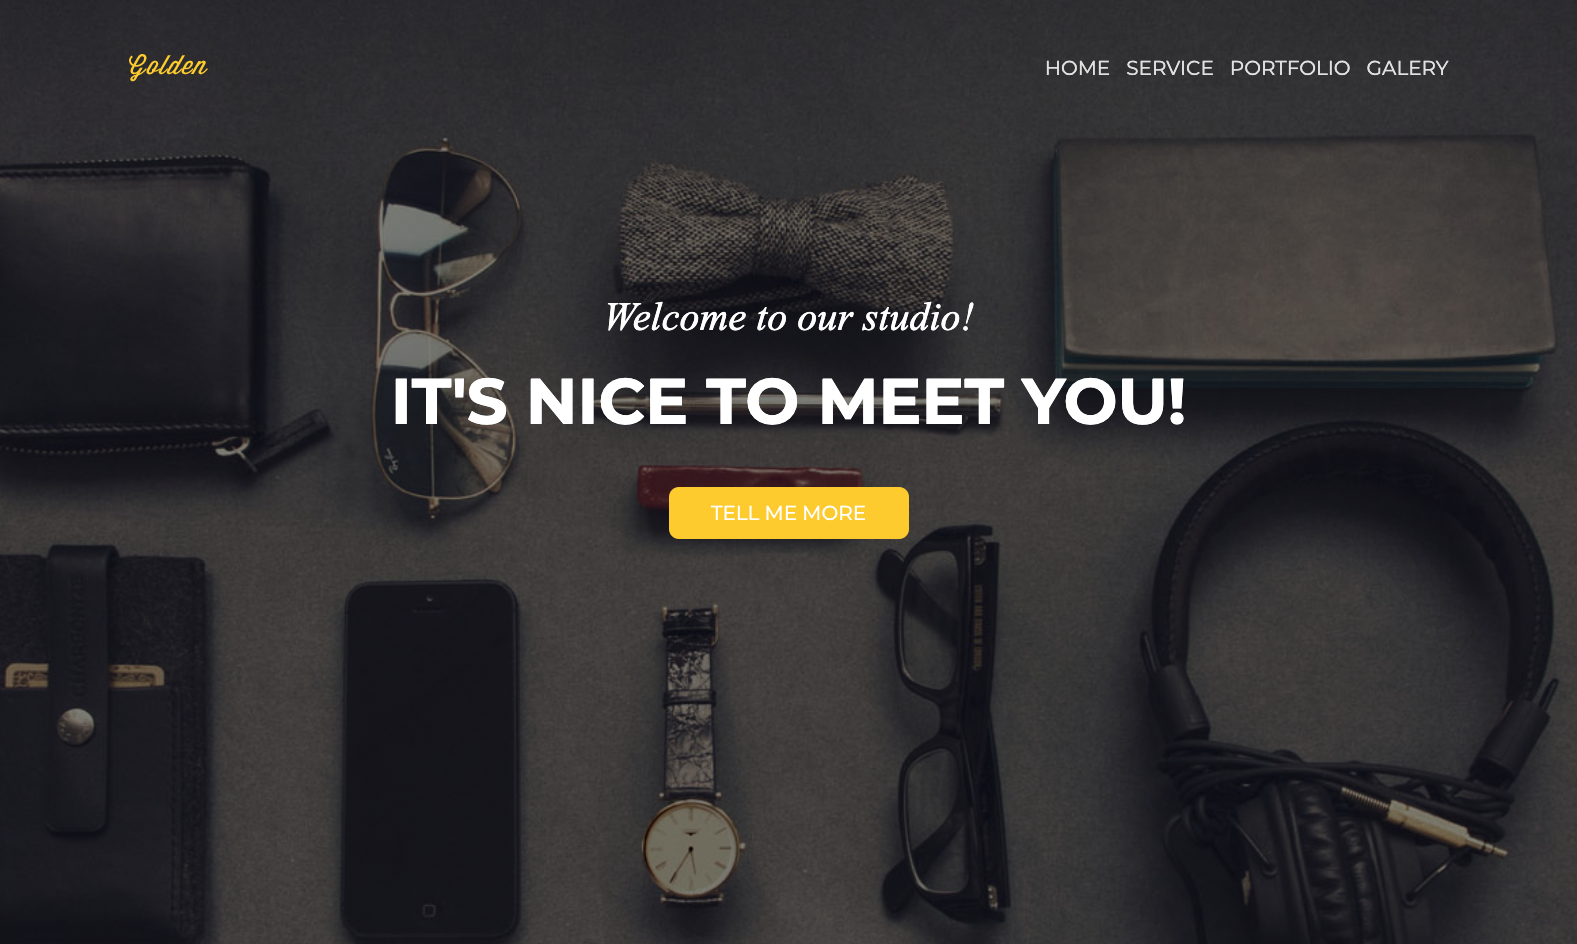 Golden
HOME SERVICE PORTFOLIO GALERY
Welcome to our studio!
IT'S NICE TO MEET YOU!
TELL ME MORE